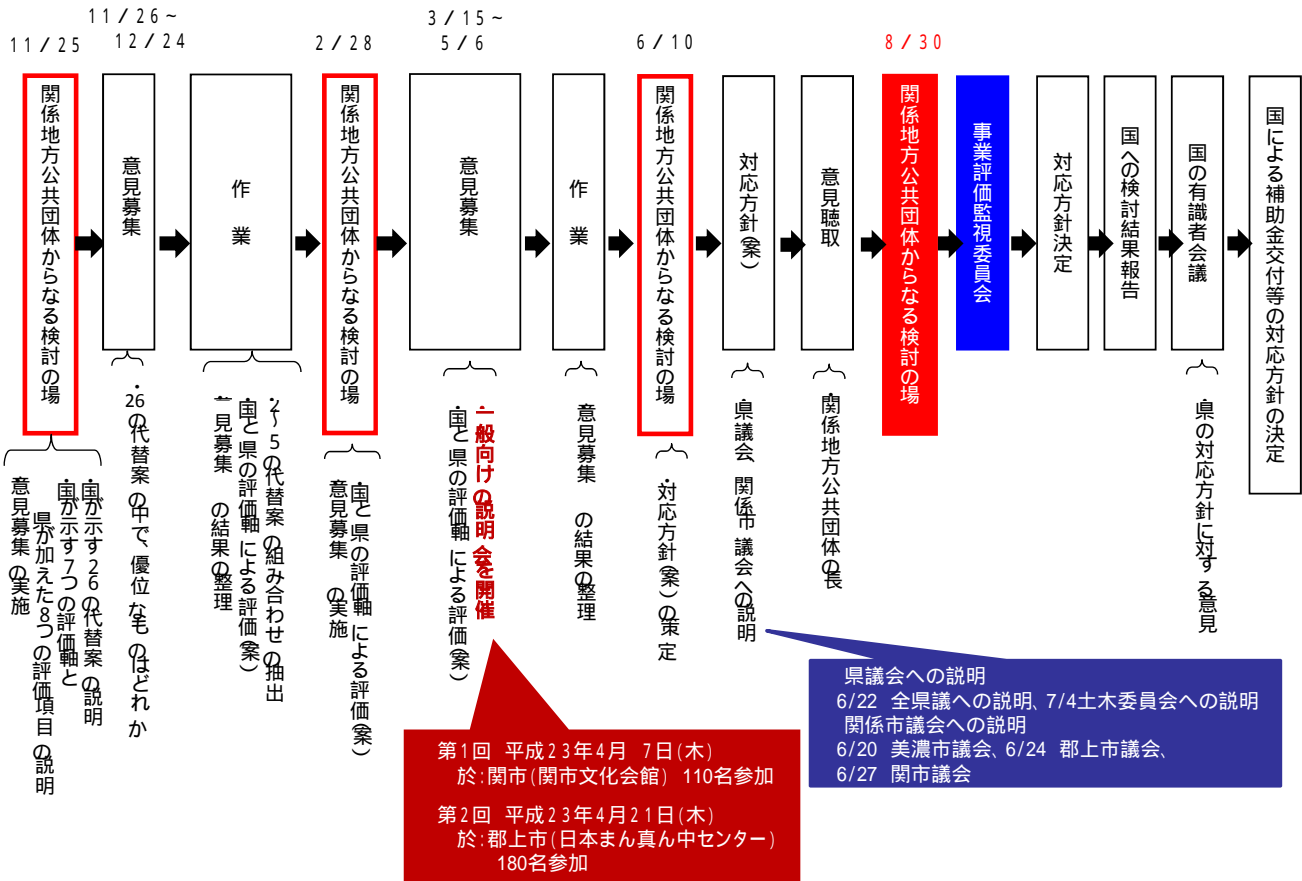 11/25
11/26~
12/24
2/28
3/15~
5/6
6/10
8/30
関係地方公共団体からなる検討の場
意見募集
作業
関係地方公共団体からなる検討の場
意見募集
作業
関係地方公共団体からなる検討の場
対応方針(案)
意見聴取
関係地方公共団体からなる検討の場
事業評価監視委員会
対応方針決定
国への検討結果報告
国の有識者会議
国による補助金交付等の対応方針の決定
・国が示す26の代替案の説明
・国が示す7つの評価軸と
県が加えた8つの評価項目の説明
意見募集の実施
・26の代替案の中で、優位なものはどれか
・2~5の代替案の組み合わせの抽出
・国と県の評価軸による評価(案)
意見募集の結果の整理
・国と県の評価軸による評価(案)
意見募集の実施
・一般向けの説明会を開催
・国と県の評価軸による評価(案)
意見募集の結果の整理
・対応方針(案)の策定
・県議会、関係市議会への説明
・関係地方公共団体の長
・県の対応方針に対する意見
第1回 平成23年4月 7日(木)
於:関市(関市文化会館) 110名参加
第2回 平成23年4月21日(木)
於:郡上市(日本まん真ん中センター)
180名参加
県議会への説明
6/22 全県議への説明、7/4土木委員会への説明
関係市議会への説明
6/20 美濃市議会、6/24 郡上市議会、
6/27 関市議会